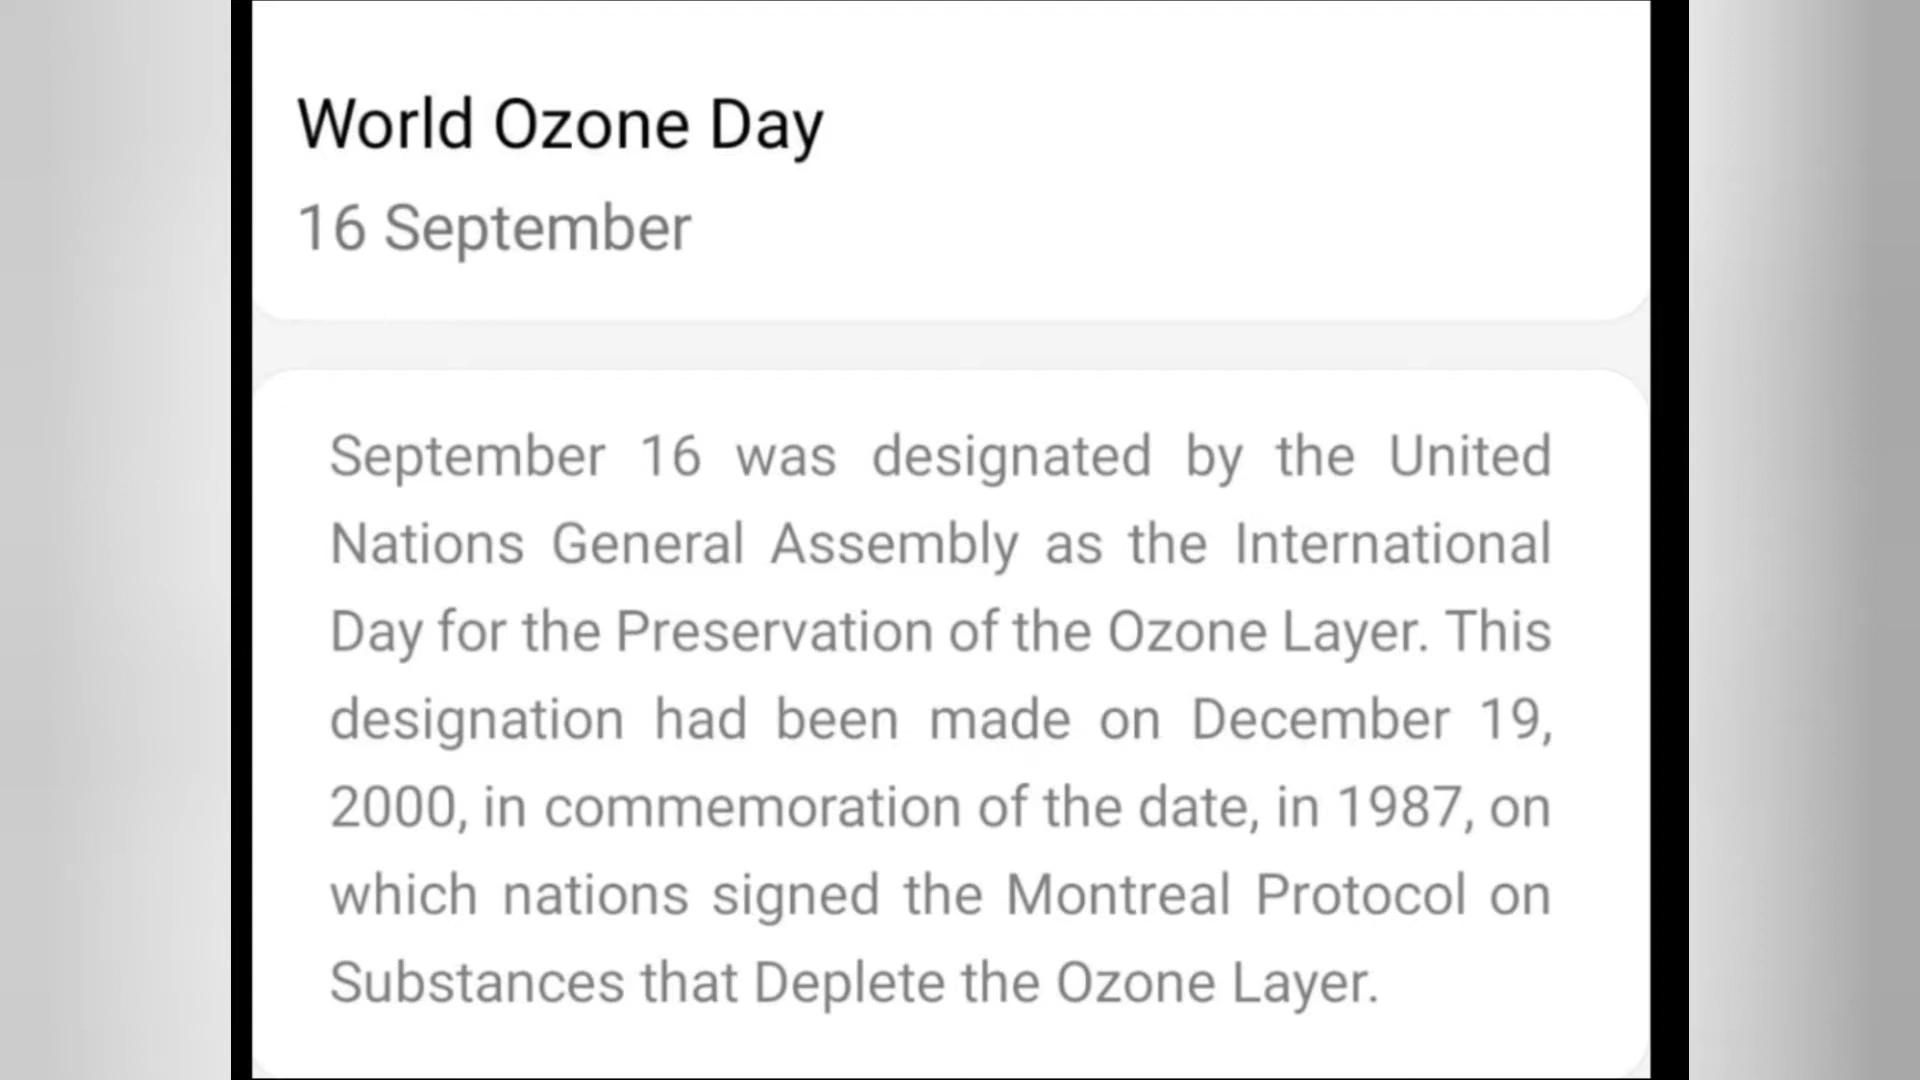 World Ozone Day
16 September
September 16 was designated by the United
Nations General Assembly as the International
Day for the Preservation of the Ozone Layer. This
designation had been made on December 19,
2000, in commemoration of the date, in 1987, on
which nations signed the Montreal Protocol on
Substances that Deplete the Ozone Layer.